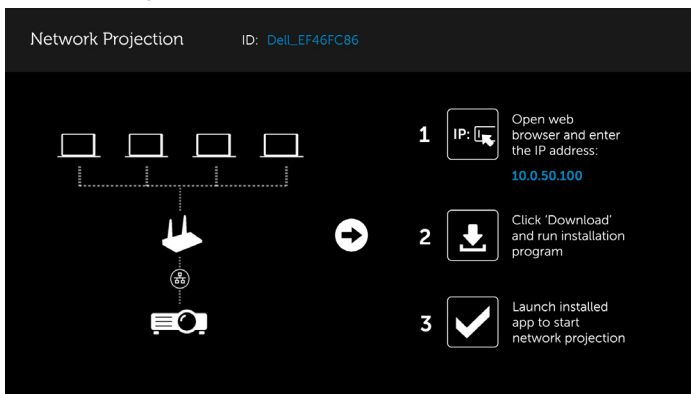 Network Projection ID: Dell_EF46FC86
1 IP: Open web
browser and enter
the IP address:
10.0.50.100
2 Click 'Download'
and run installation
program
3 Launch installed
app to start
network projection